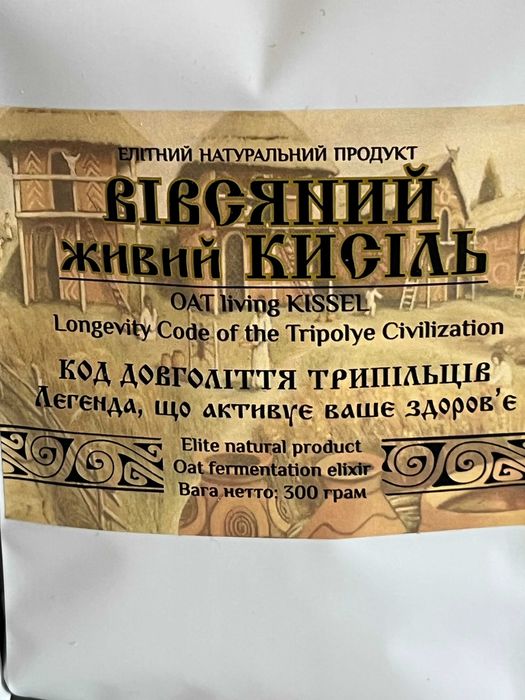 ЕЛІТНИЙ НАТУРАЛЬНИЙ ПРОДУКТ
ВІВСЯНИЙ
живий КИСІЛЬ
OAT living KISSEL
Longevity Code of the Tripolye Civilization
КОД ДОВГОЛІТТЯ ТРИПІЛЬЦІВ
Легенда, що активує ваше здоров'є
Elite natural product
Oat fermentation elixir
Вага нетто: 300 грам